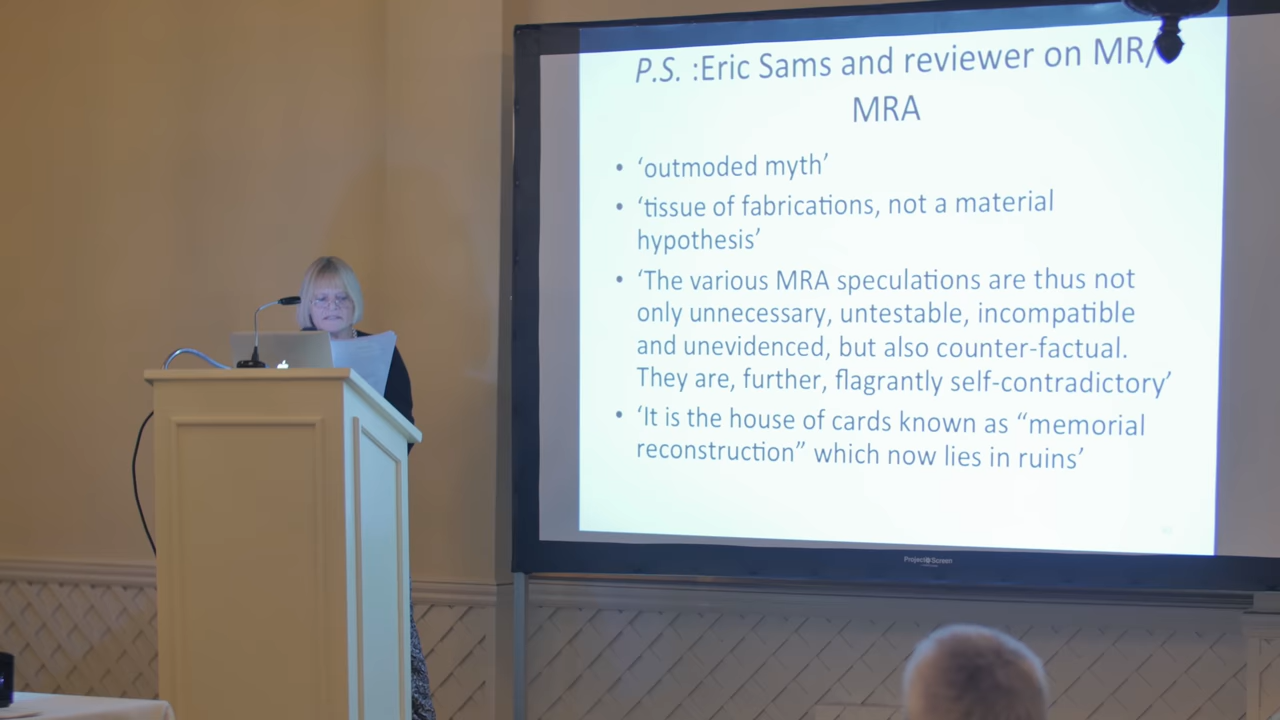 P.S. :Eric Sams and reviewer on MR/
MRA
• ‘outmoded myth’
• ‘tissue of fabrications, not a material
hypothesis’
• ‘The various MRA speculations are thus not
only unnecessary, untestable, incompatible
and unevidenced, but also counter-factual.
They are, further, flagrantly self-contradictory’
• ‘It is the house of cards known as “memorial
reconstruction” which now lies in ruins’
Project Screen